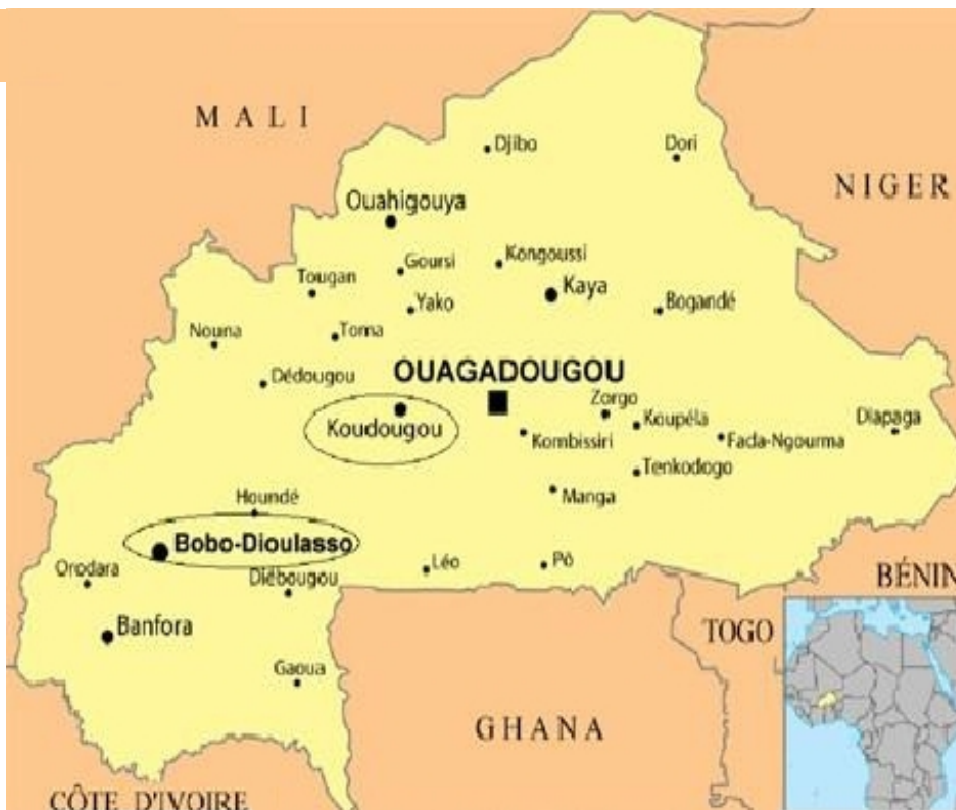 MALI
Djibo
Dori
NIGER
Ouahigouya
Goursi
Kongoussi
Tougan
Kaya
Yako
Bogandé
Nouna
Toma
Dédougou
OUAGADOUGOU
Zorgo
Koudougou
Kombissiri
Koupéla
Diapaga
Fada-Ngourma
Tenkodogo
Houndé
Manga
Bobo-Dioulasso
Orodara
Diébougou
Léo
Pô
BÉNIN
Banfora
TOGO
Gaoua
GHANA
CÔTE D'IVOIRE